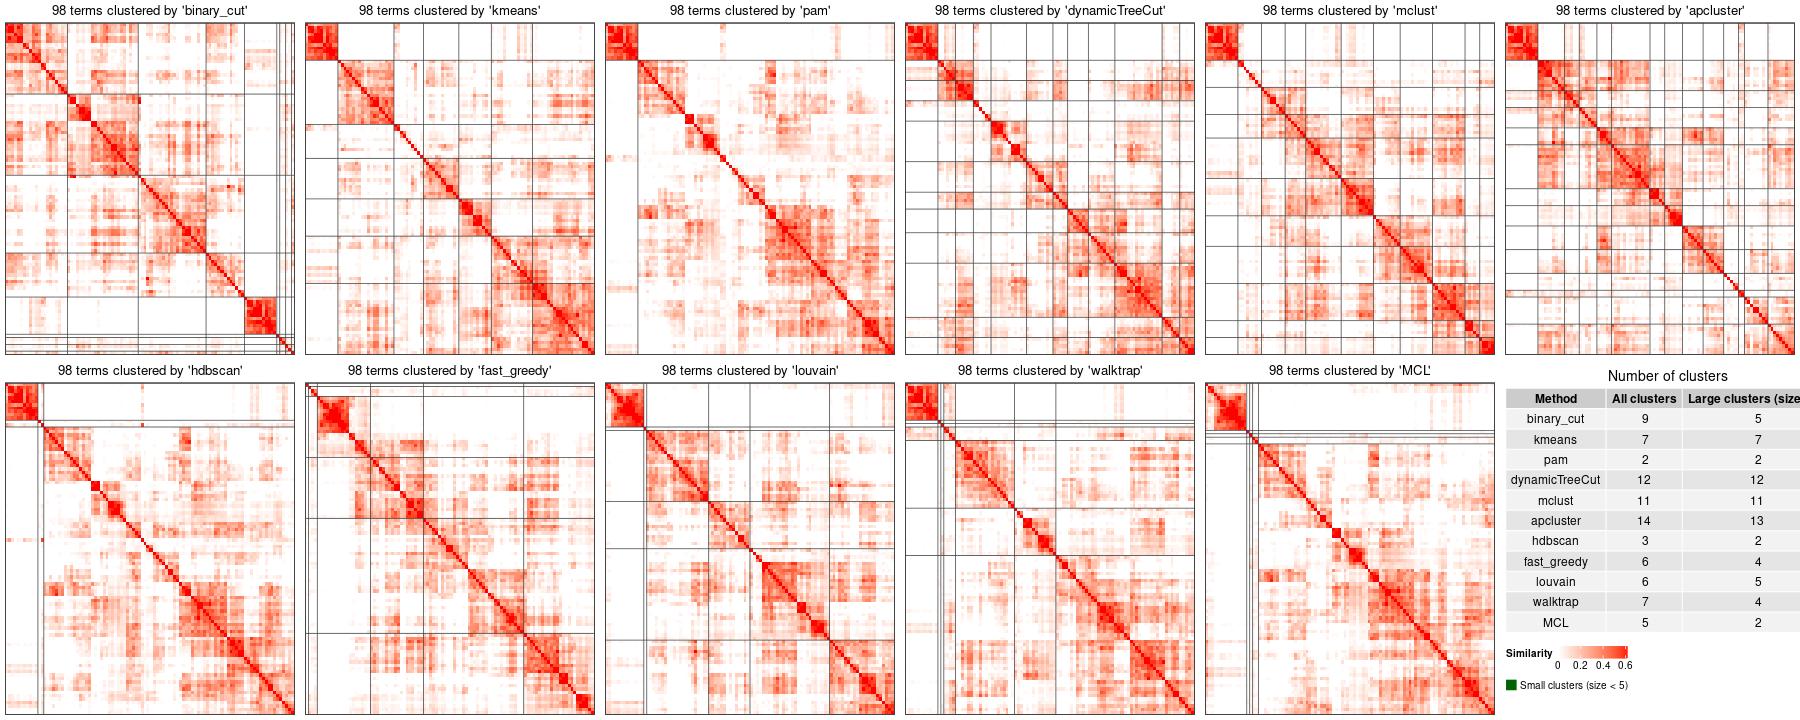 98 terms clustered by 'binary_cut'
98 terms clustered by 'kmeans'
98 terms clustered by 'pam'
98 terms clustered by 'dynamicTreeCut'
98 terms clustered by 'mclust'
98 terms clustered by 'apcluster'
98 terms clustered by 'hdbscan'
98 terms clustered by 'fast_greedy'
98 terms clustered by 'louvain'
98 terms clustered by 'walktrap'
98 terms clustered by 'MCL'
Number of clusters
Method All clusters Large clusters (size
binary_cut 9 5
kmeans 7 7
pam 2 2
dynamicTreeCut 12 12
mclust 11 11
apcluster 14 13
hdbscan 3 2
fast_greedy 6 4
louvain 6 5
walktrap 7 4
MCL 5 2
Similarity
0 0.2 0.4 0.6
Small clusters (size < 5)